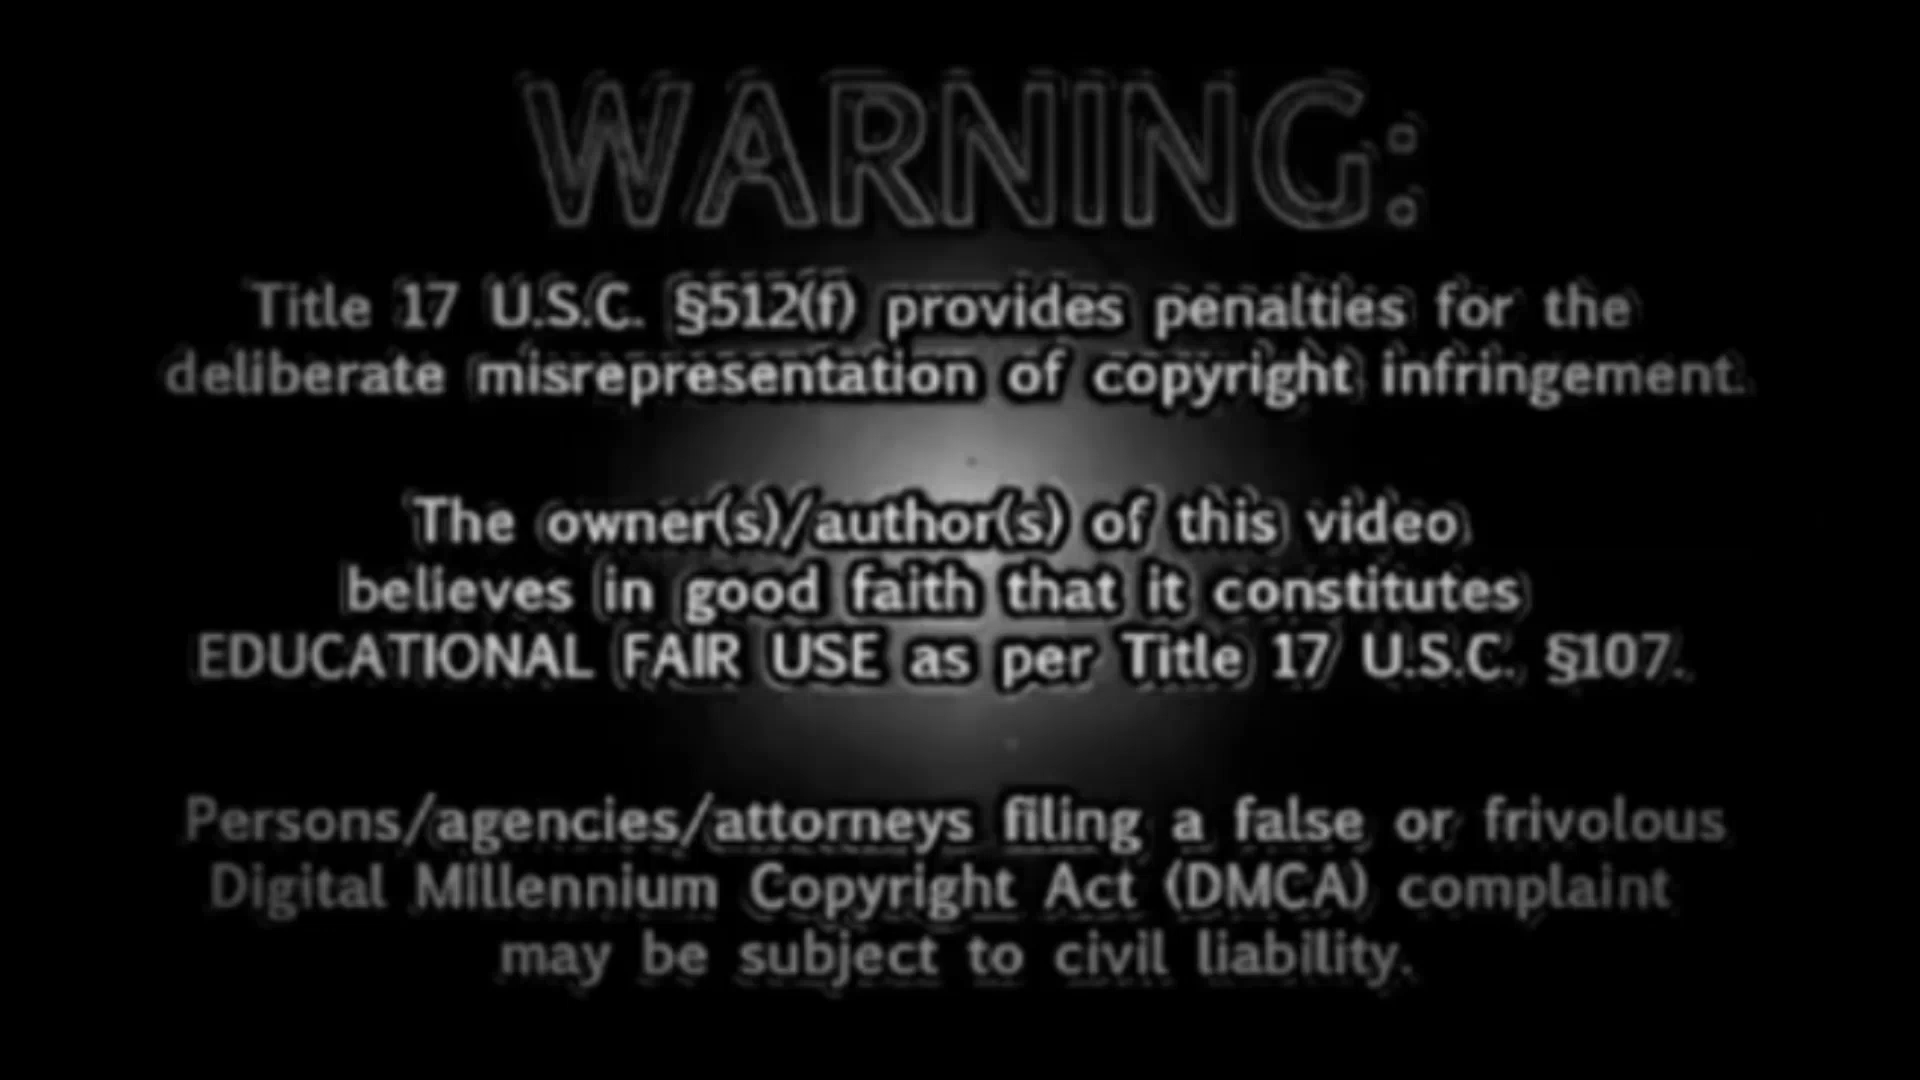 WARNING:
Title 17 U.S.C. §512(f) provides penalties for the
deliberate misrepresentation of copyright infringement.
The owner(s)/author(s) of this video
believes in good faith that it constitutes
EDUCATIONAL FAIR USE as per Title 17 U.S.C. §107.
Persons/agencies/attorneys filing a false or frivolous
Digital Millennium Copyright Act (DMCA) complaint
may be subject to civil liability.